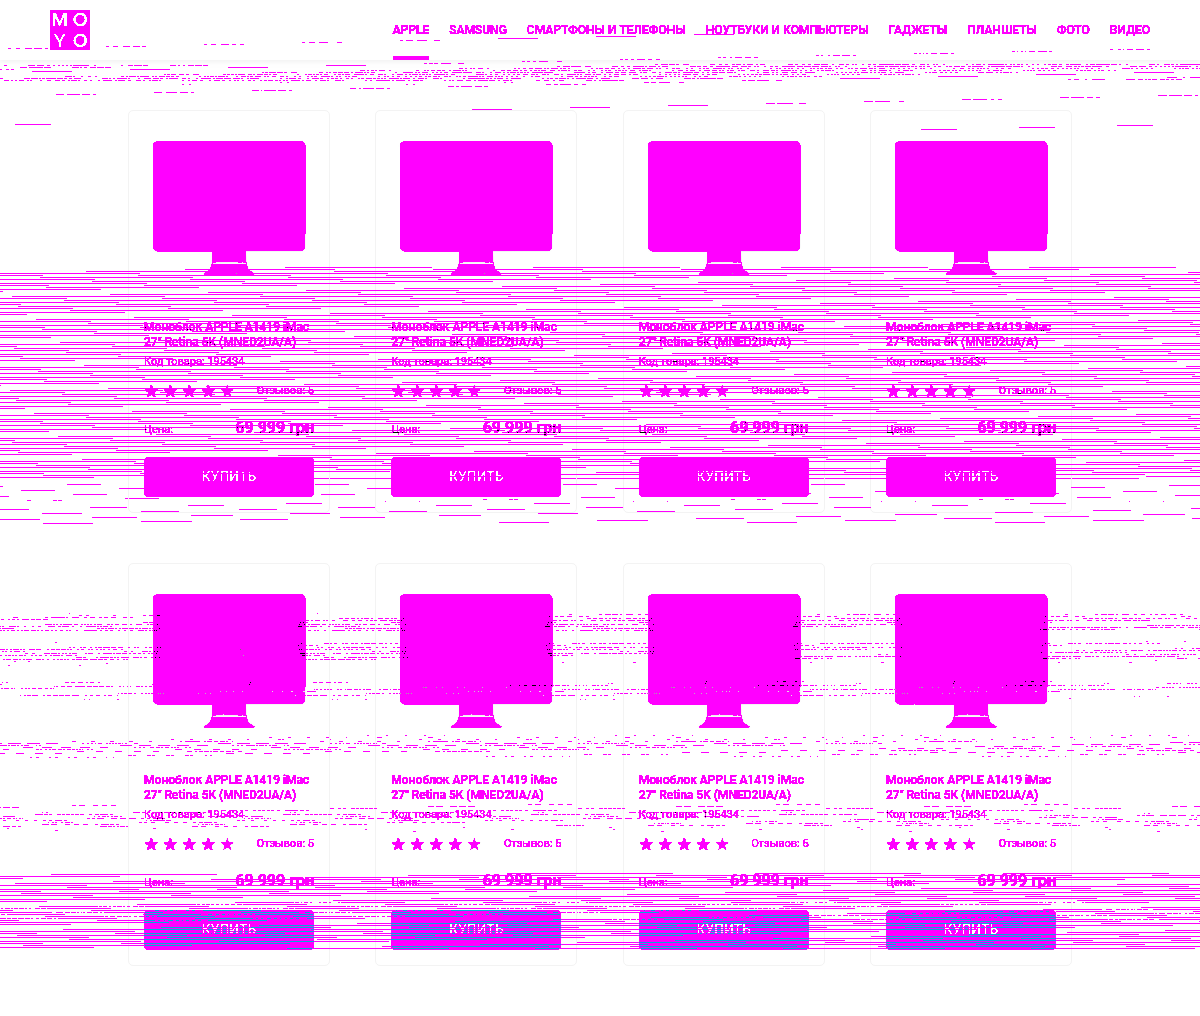 MO
YO
APPLE SAMSUNG СМАРТФОНЫ И ТЕЛЕФОНЫ НОУТБУКИ И КОМПЬЮТЕРЫ ГАДЖЕТЫ ПЛАНШЕТЫ ФОТО ВИДЕО
Моноблок APPLE A1419 iMac Моноблок APPLE A1419 iMac Моноблок APPLE A1419 iMac Моноблок APPLE A1419 iMac
27" Retina 5K (MNED2UA/A) 27" Retina 5K (MNED2UA/A) 27" Retina 5K (MNED2UA/A) 27" Retina 5K (MNED2UA/A)
Код товара: 195434 Код товара: 195434 Код товара: 195434 Код товара: 195434
Отзывов: 5 Отзывов: 5 Отзывов: 5 Отзывов: 5
Цена: 69 999 грн Цена: 69 999 грн Цена: 69 999 грн Цена: 69 999 грн
КУПИТЬ КУПИТЬ КУПИТЬ КУПИТЬ
Моноблок APPLE A1419 iMac Моноблок APPLE A1419 iMac Моноблок APPLE A1419 iMac Моноблок APPLE A1419 iMac
27" Retina 5K (MNED2UA/A) 27" Retina 5K (MNED2UA/A) 27" Retina 5K (MNED2UA/A) 27" Retina 5K (MNED2UA/A)
Код товара: 195434 Код товара: 195434 Код товара: 195434 Код товара: 195434
Отзывов: 5 Отзывов: 5 Отзывов: 5 Отзывов: 5
Цена: 69 999 грн Цена: 69 999 грн Цена: 69 999 грн Цена: 69 999 грн
КУПИТЬ КУПИТЬ КУПИТЬ КУПИТЬ